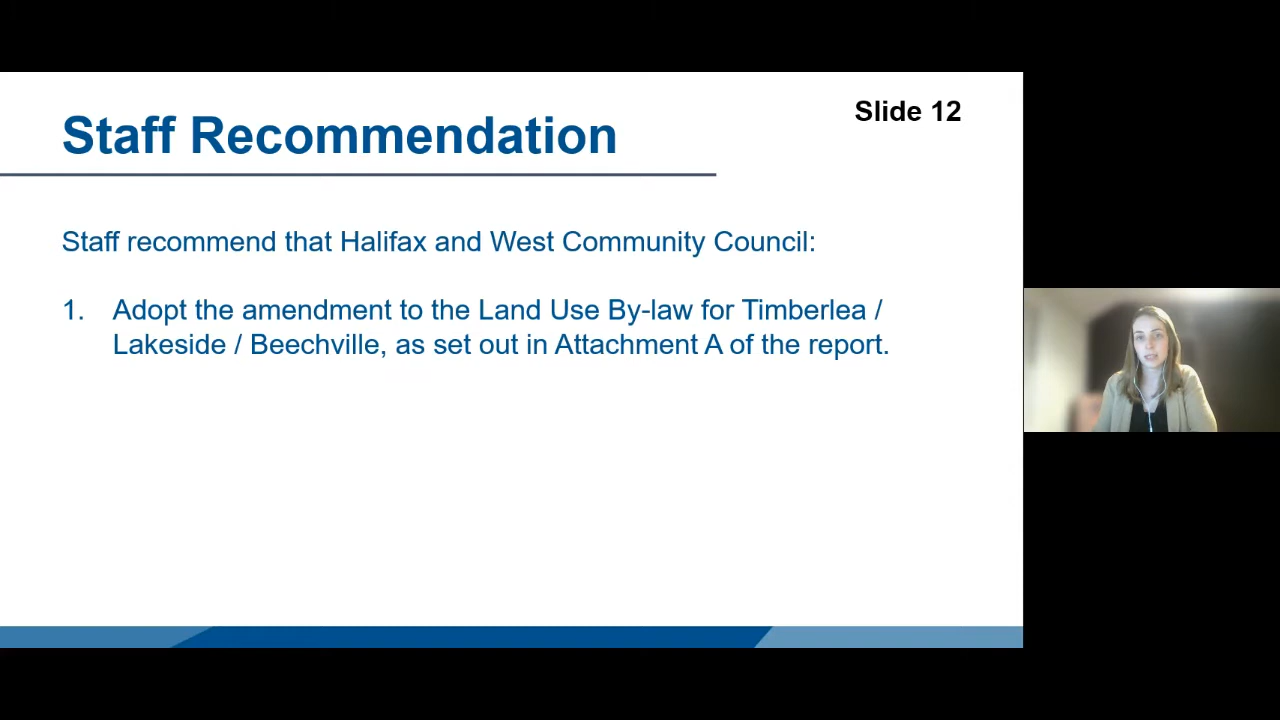 Slide 12
Staff Recommendation
Staff recommend that Halifax and West Community Council:
1. Adopt the amendment to the Land Use By-law for Timberlea /
Lakeside / Beechville, as set out in Attachment A of the report.